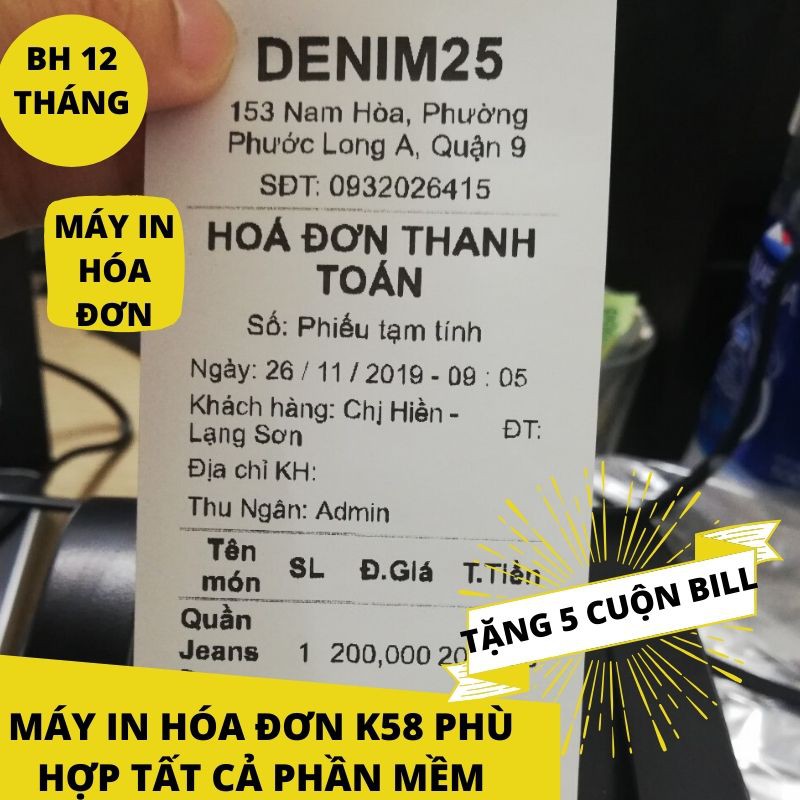 BH 12
THÁNG
MÁY IN
HÓA
ĐƠN
DENIM25
153 Nam Hòa, Phường
Phước Long A, Quận 9
SĐT: 0932026415
HOÁ ĐƠN THANH
TOÁN
Số: Phiếu tạm tính
Ngày: 26 / 11 / 2019 - 09 : 05
Khách hàng: Chị Hiền -
Lạng Sơn
ĐT:
Địa chỉ KH:
Thu Ngân: Admin
Tên
món SL Đ.Giá T.Tiền
Quần
Jeans 1 200,000
TẶNG 5 CUỘN BILL
MÁY IN HÓA ĐƠN K58 PHÙ
HỢP TẤT CẢ PHẦN MỀM